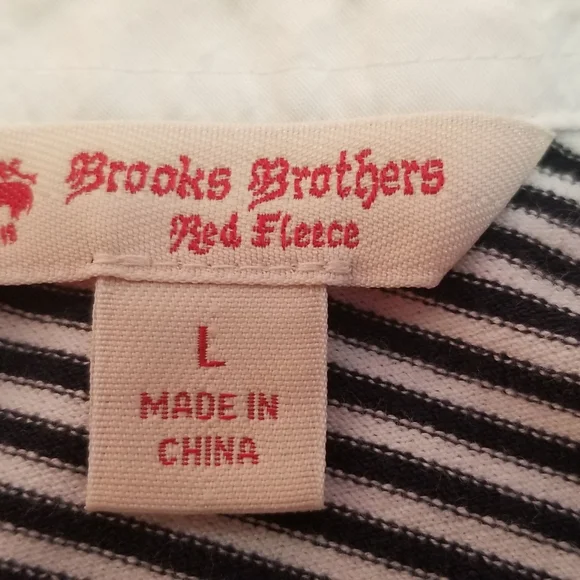 Brooks Brothers
Red Fleece
L
MADE IN
CHINA